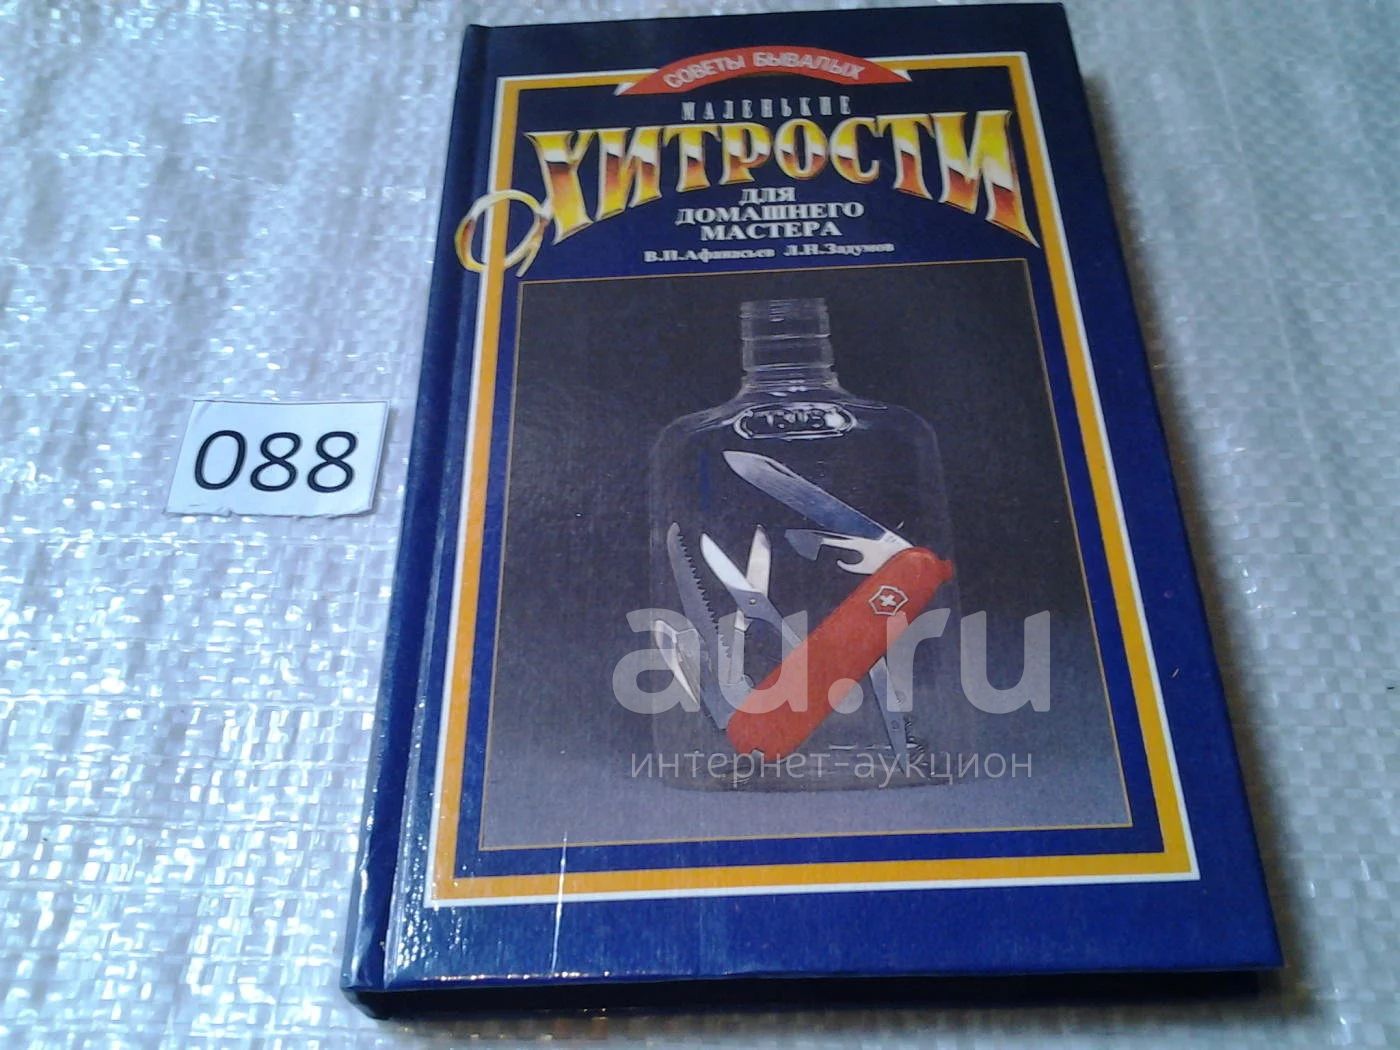 СОВЕТЫ БЫВАЛЫХ
МАЛЕНЬКИЕ
ХИТРОСТИ
ДЛЯ
ДОМАШНЕГО
МАСТЕРА
В.П.Афанасьев Л.Н.Задумов
088
au.ru
интернет-аукцион